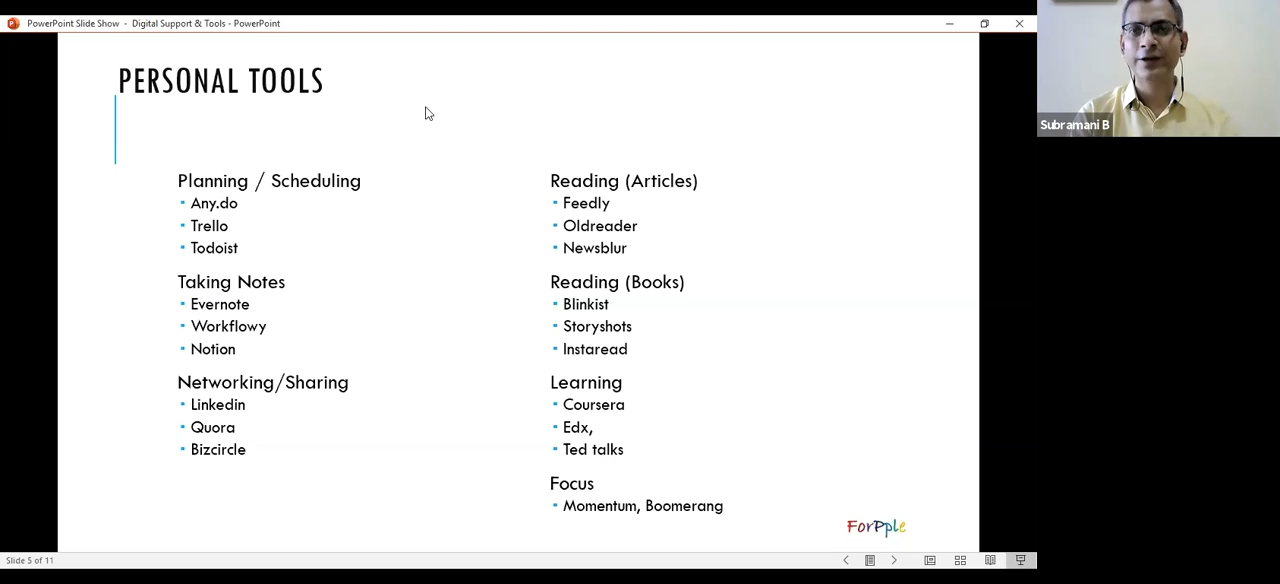 PowerPoint Slide Show - Digital Support & Tools - PowerPoint
PERSONAL TOOLS
Planning / Scheduling
Any.do
Trello
Todoist
Taking Notes
Evernote
Workflowy
Notion
Networking/Sharing
Linkedin
Quora
Bizcircle
Reading (Articles)
Feedly
Oldreader
Newsblur
Reading (Books)
Blinkist
Storyshots
Instaread
Learning
Coursera
Edx,
Ted talks
Focus
Momentum, Boomerang
ForPple
Slide 5 of 11
Subramani B